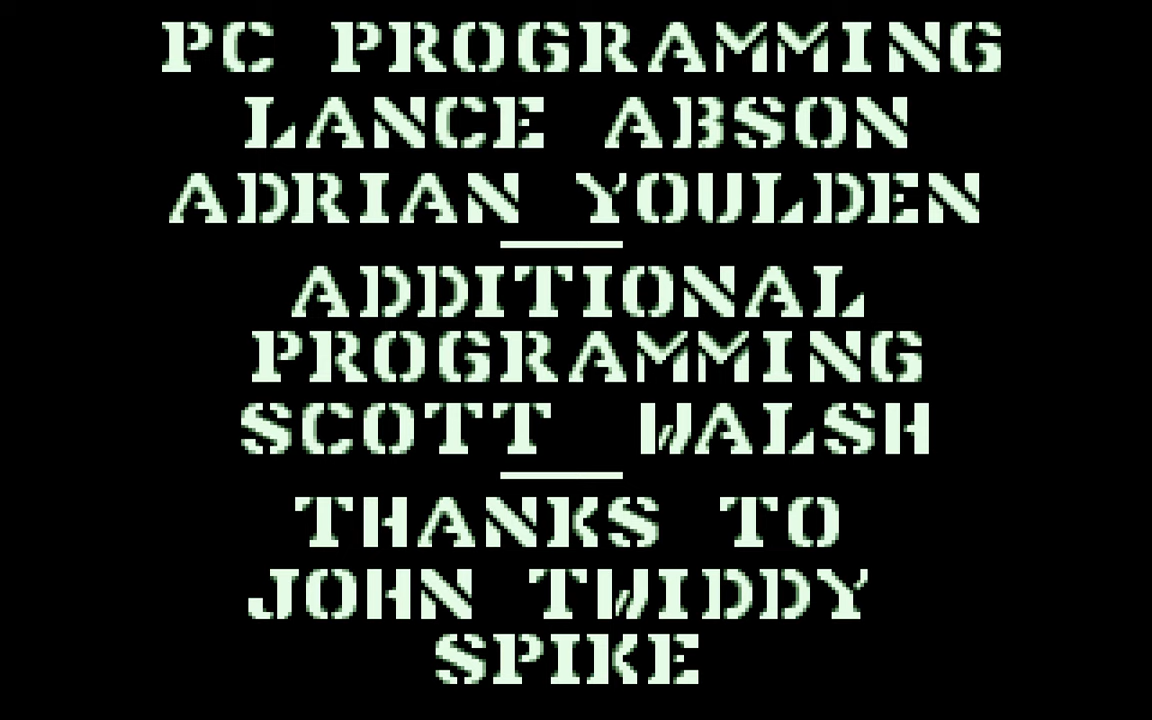 PC PROGRAMMING
LANCE ABSON
ADRIAN YOULDEN
ADDITIONAL
PROGRAMMING
SCOTT WALSH
THANKS TO
JOHN TWIDDY
SPIKE